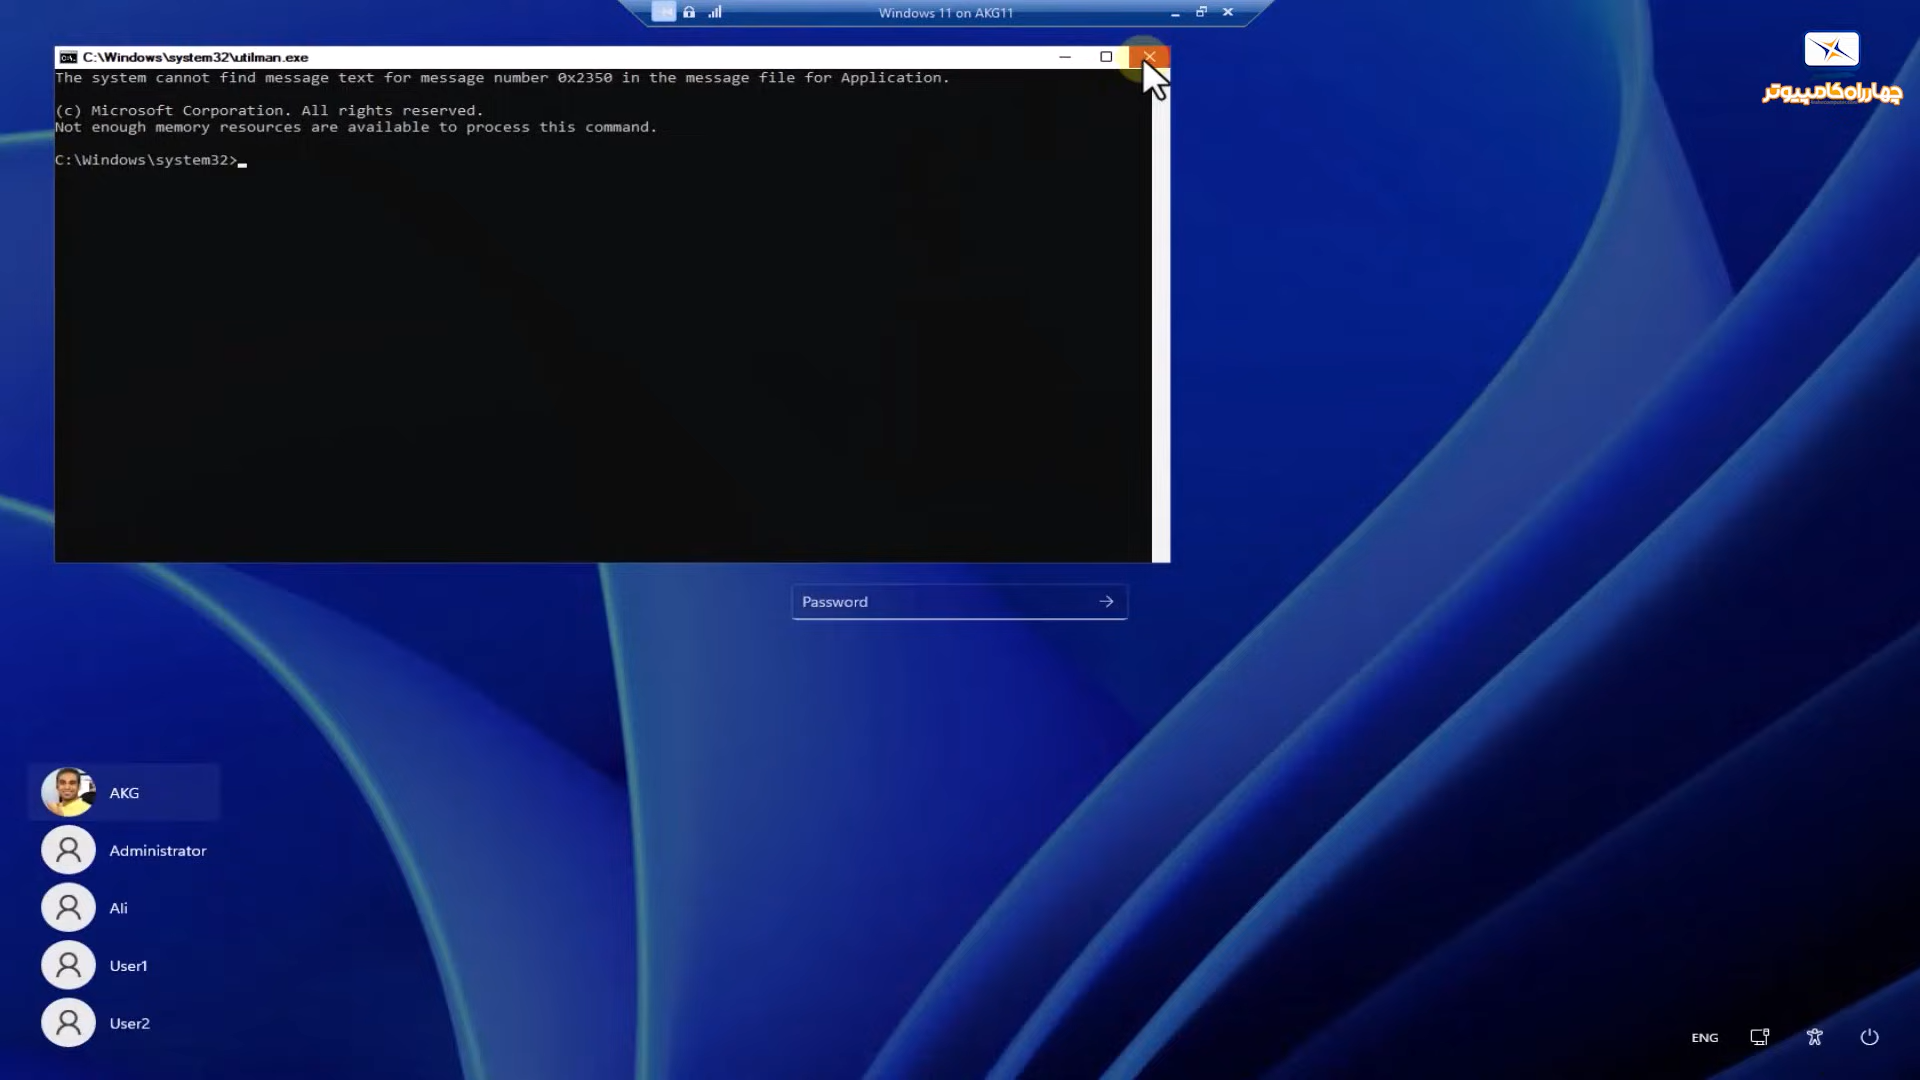 Windows 11 on AKG11
چهارراه کامپیوتر
C:\Windows\system32\utilman.exe
The system cannot find message text for message number 0x2350 in the message file for Application.
(c) Microsoft Corporation. All rights reserved.
Not enough memory resources are available to process this command.
C:\Windows\system32>
Password
AKG
Administrator
Ali
User1
User2
ENG